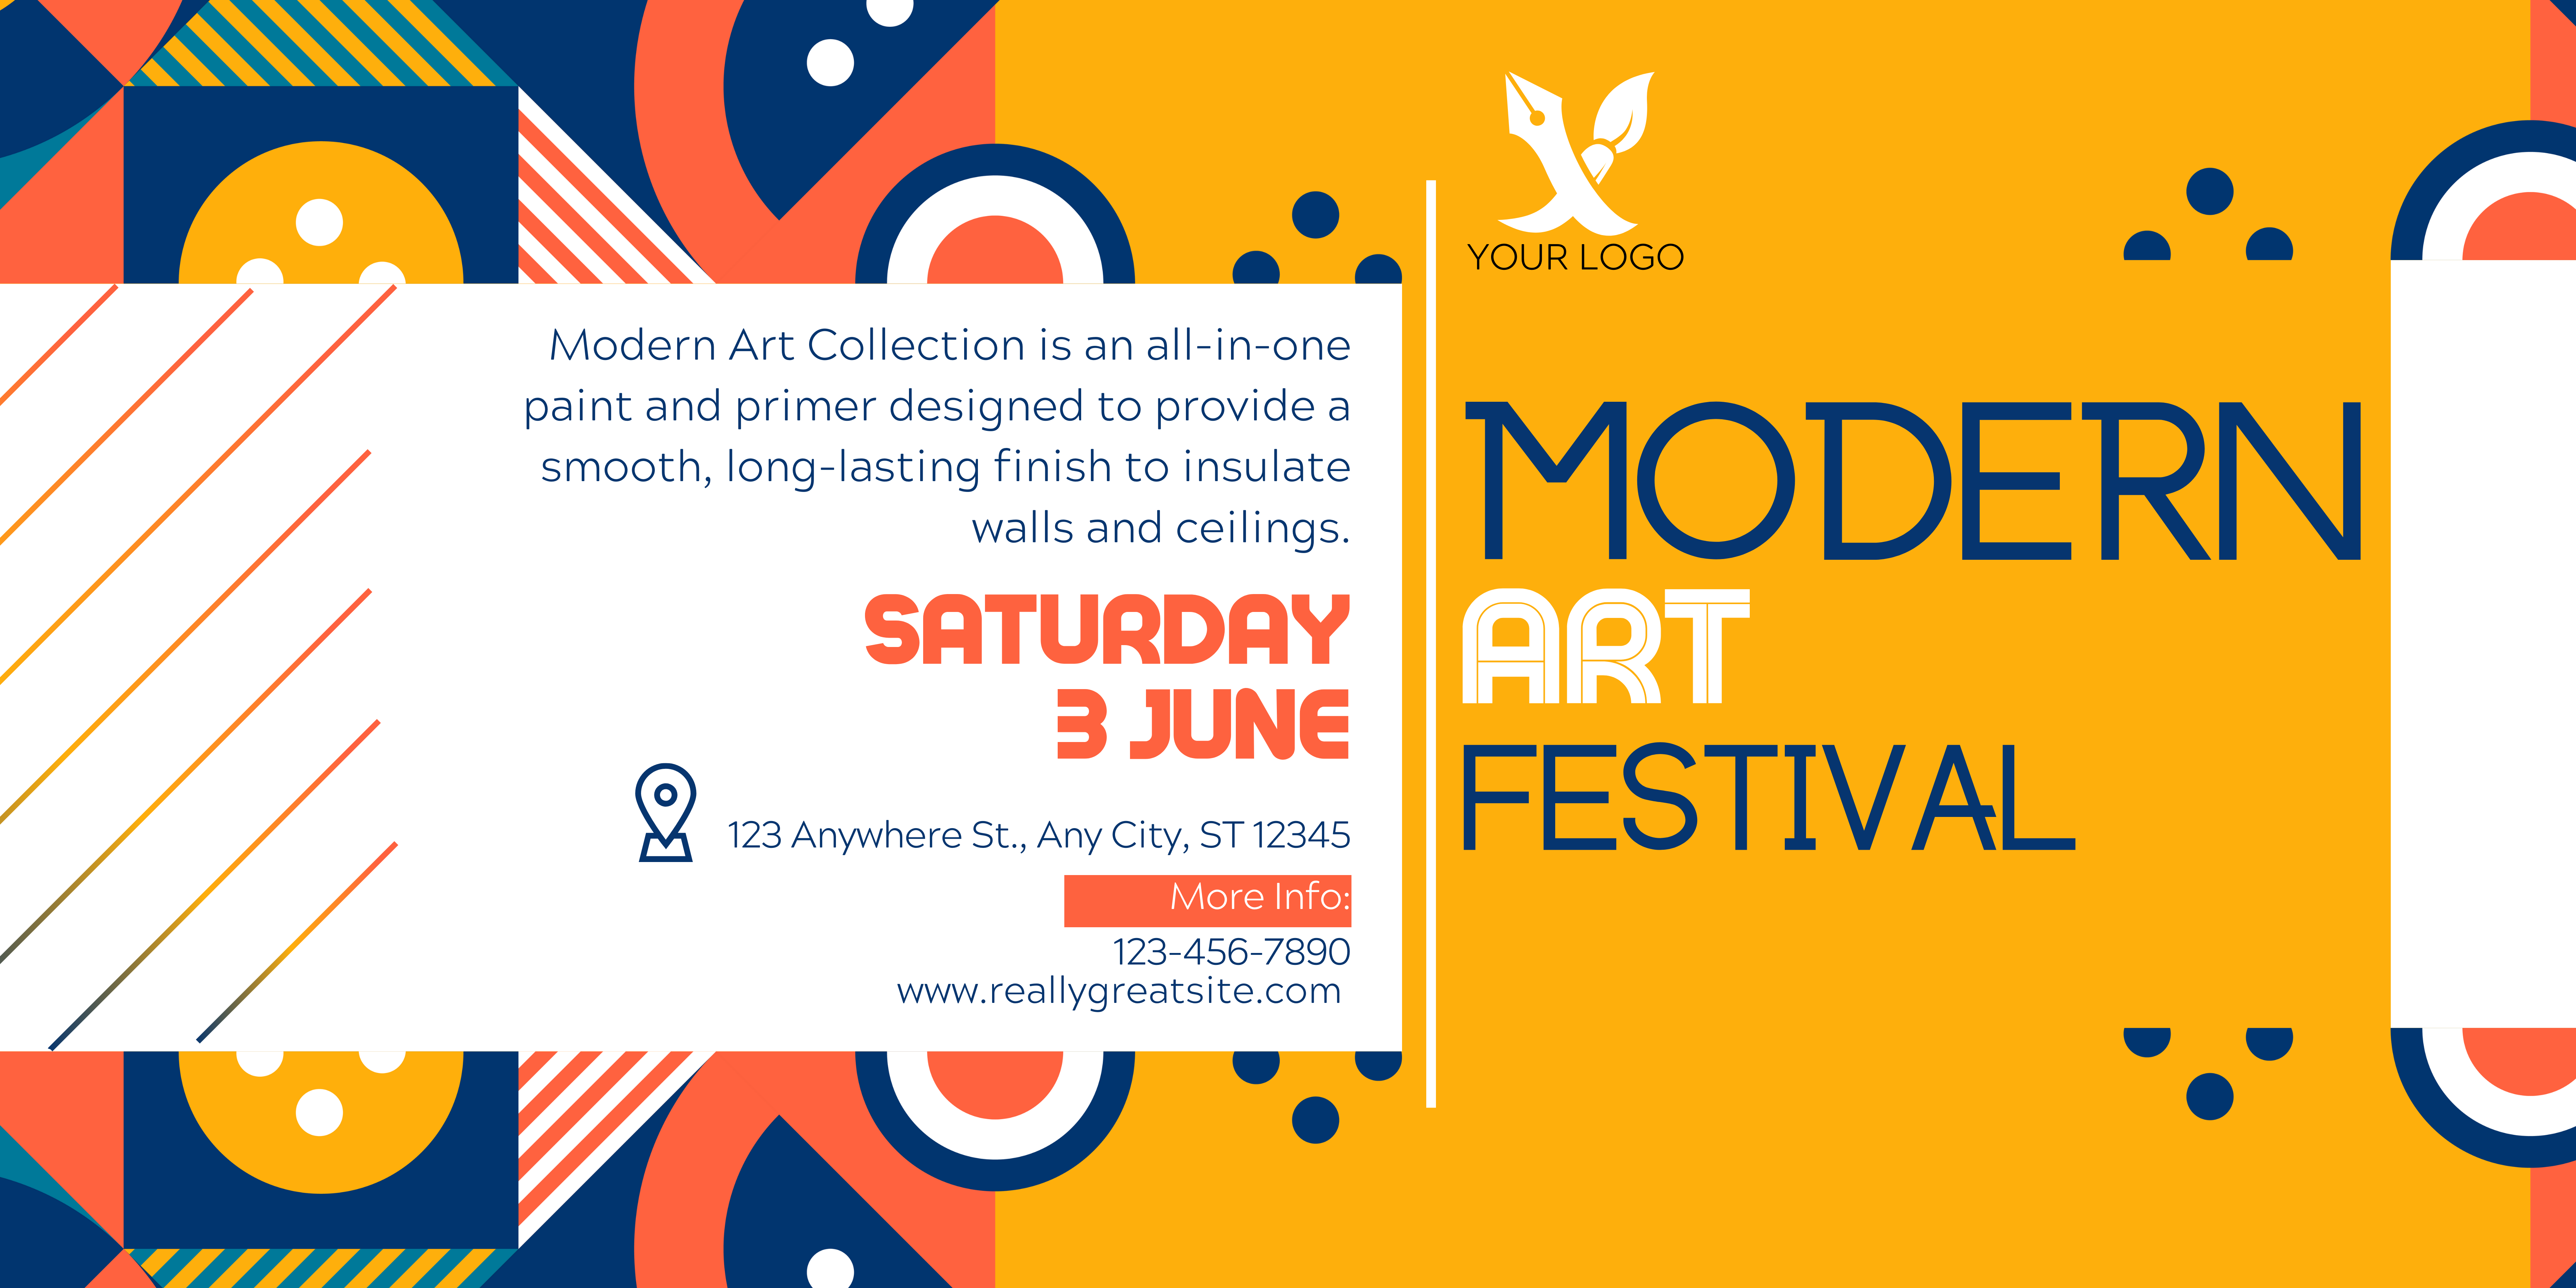 YOUR LOGO
Modern Art Collection is an all-in-one
paint and primer designed to provide a
smooth, long-lasting finish to insulate
walls and ceilings.
SATURDAY
3 JUNE
123 Anywhere St., Any City, ST 12345
More Info:
123-456-7890
www.reallygreatsite.com
MODERN
ART
FESTIVAL